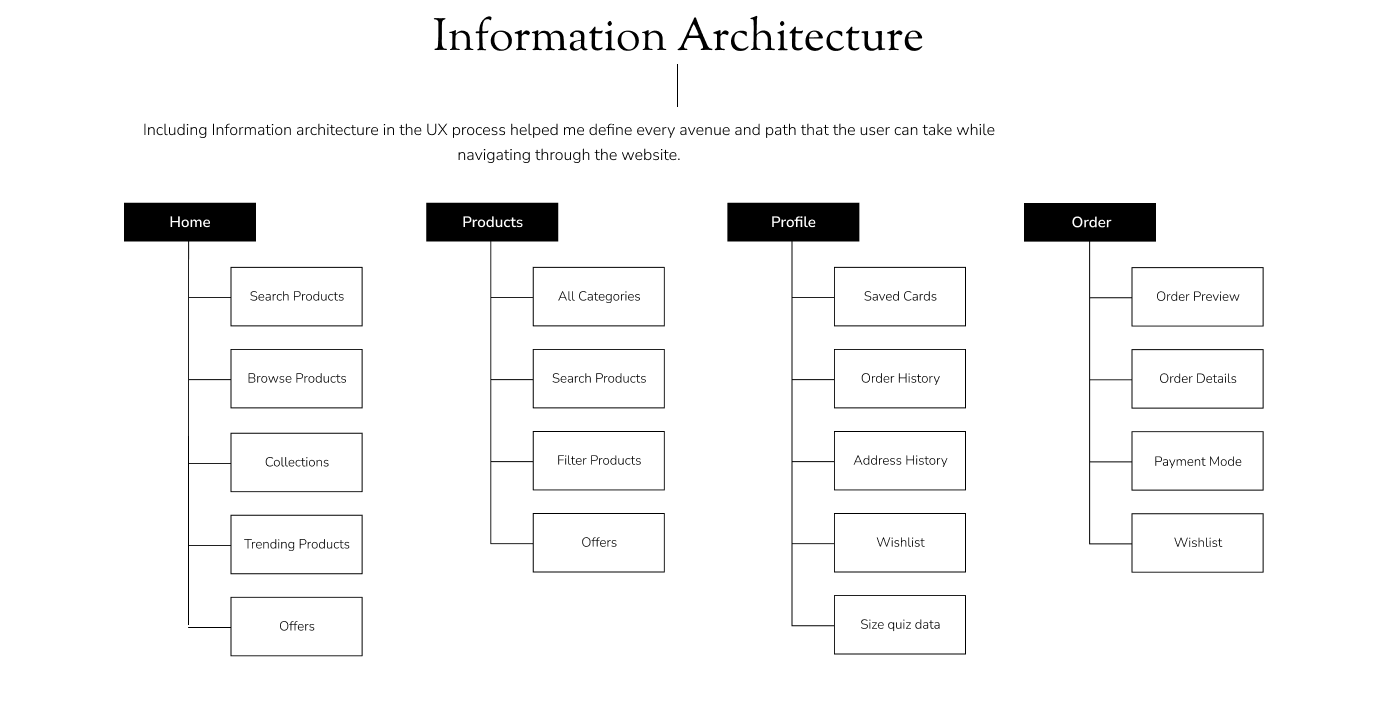 Information Architecture
Including Information architecture in the UX process helped me define every avenue and path that the user can take while
navigating through the website.
Home
Search Products
Browse Products
Collections
Trending Products
Offers
Products
All Categories
Search Products
Filter Products
Offers
Profile
Saved Cards
Order History
Address History
Wishlist
Size quiz data
Order
Order Preview
Order Details
Payment Mode
Wishlist